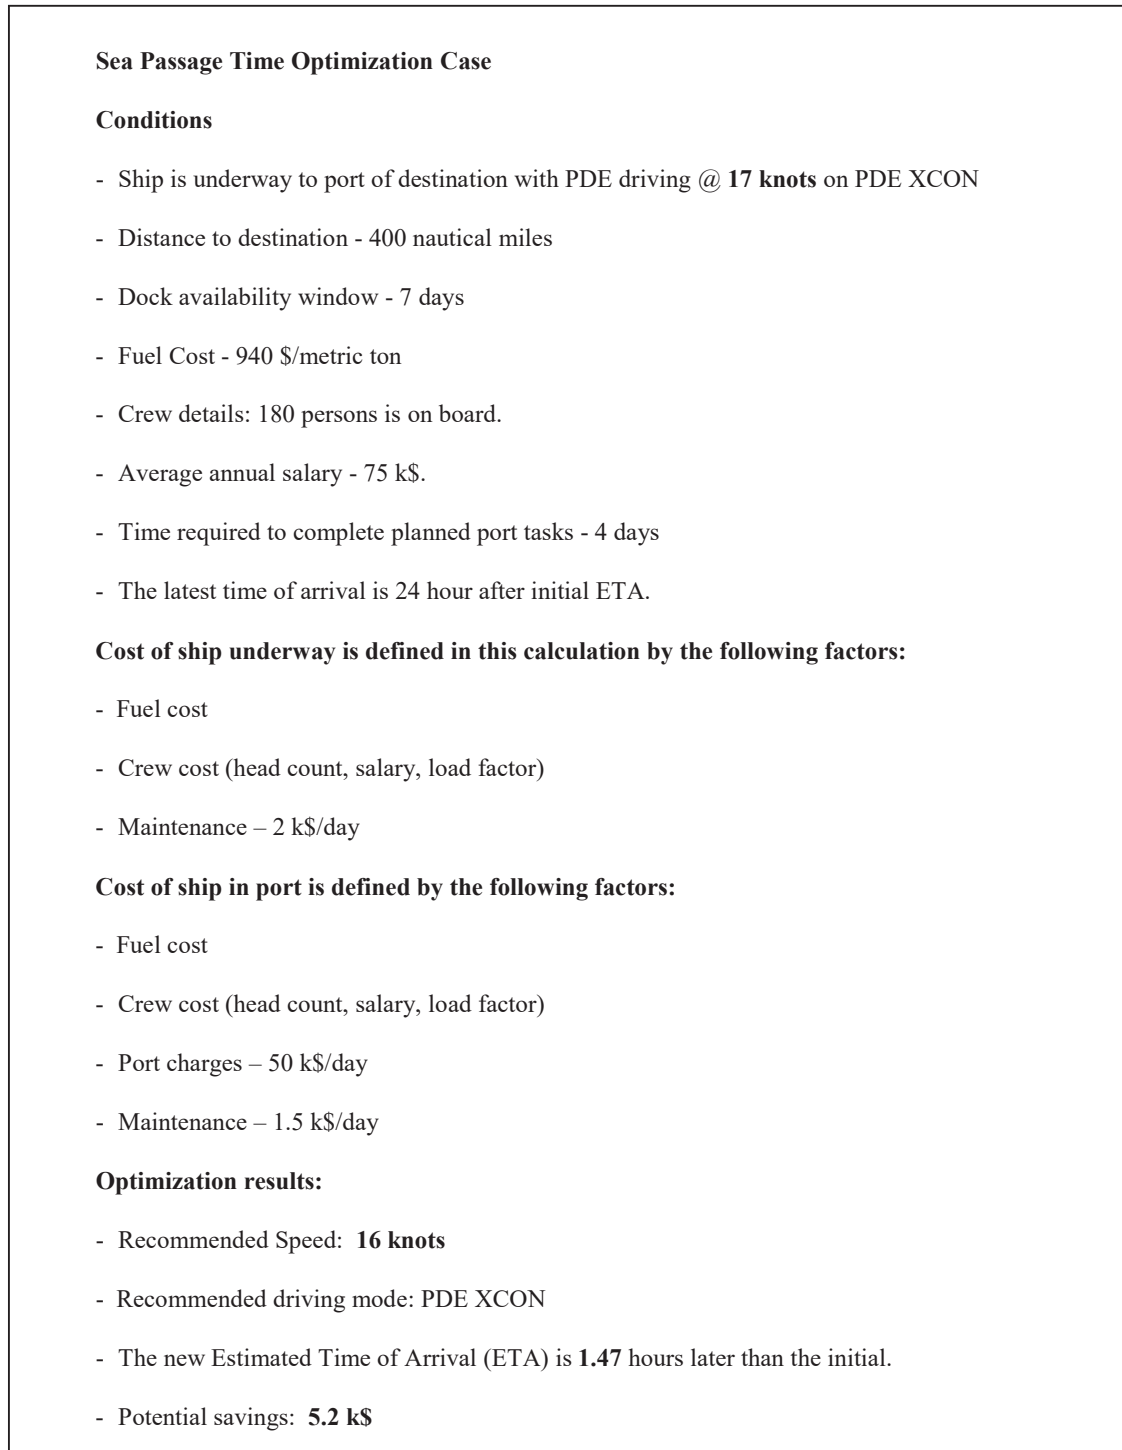 Sea Passage Time Optimization Case
Conditions
- Ship is underway to port of destination with PDE driving @ 17 knots on PDE XCON
- Distance to destination - 400 nautical miles
- Dock availability window - 7 days
- Fuel Cost - 940 $/metric ton
- Crew details: 180 persons is on board.
- Average annual salary - 75 k$.
- Time required to complete planned port tasks - 4 days
- The latest time of arrival is 24 hour after initial ETA.
Cost of ship underway is defined in this calculation by the following factors:
- Fuel cost
- Crew cost (head count, salary, load factor)
- Maintenance – 2 k$/day
Cost of ship in port is defined by the following factors:
- Fuel cost
- Crew cost (head count, salary, load factor)
- Port charges – 50 k$/day
- Maintenance – 1.5 k$/day
Optimization results:
- Recommended Speed: 16 knots
- Recommended driving mode: PDE XCON
- The new Estimated Time of Arrival (ETA) is 1.47 hours later than the initial.
- Potential savings: 5.2 k$